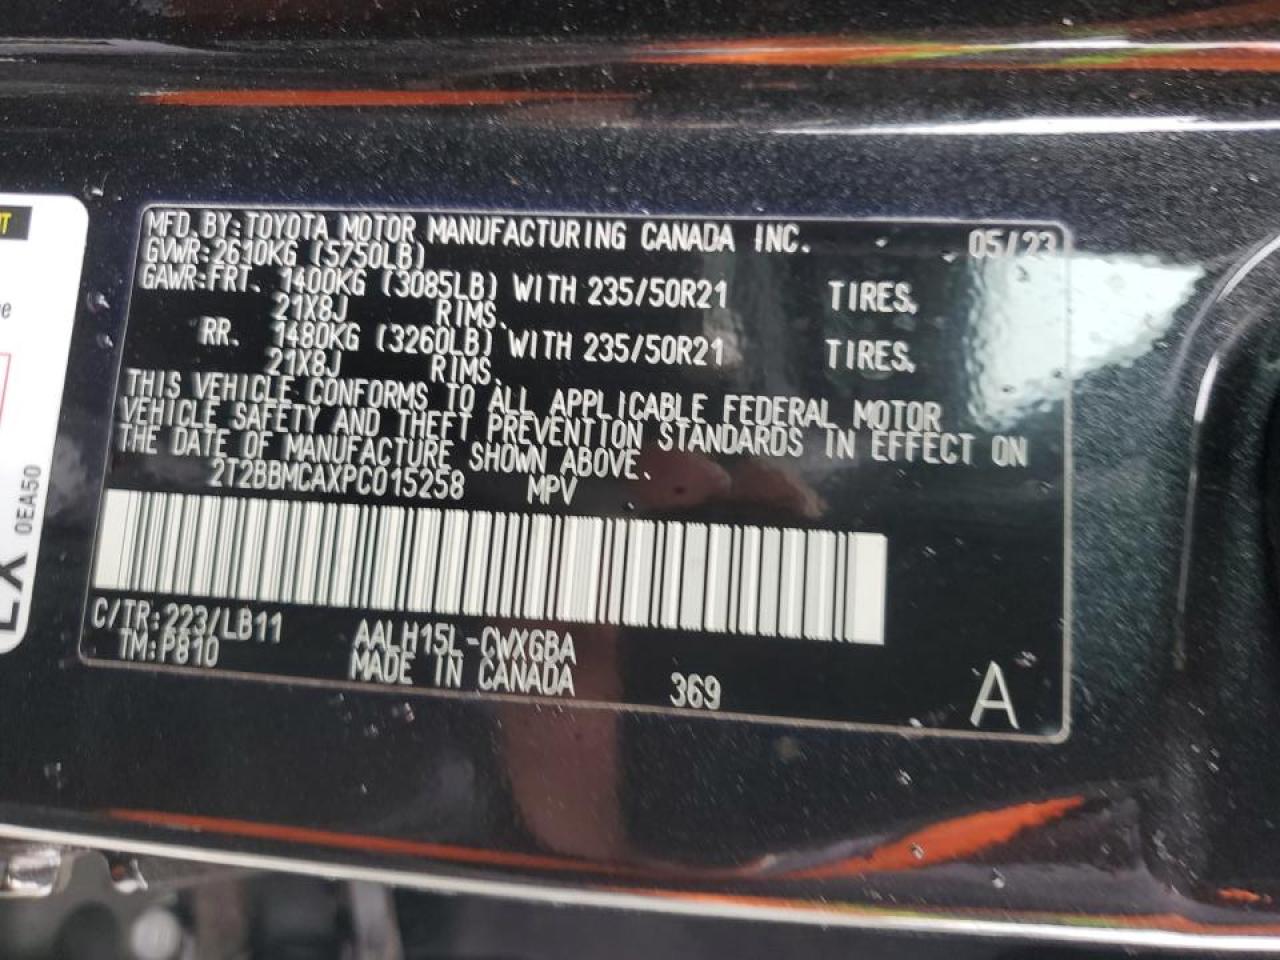 MFD.BY:TOYOTA MOTOR MANUFACTURING CANADA INC. 05/23
GVWR:2610KG (5750LB)
GAWR:FRT. 1400KG (3085LB) WITH 235/50R21 TIRES,
21X8J RIMS,
RR. 1480KG (3260LB) WITH 235/50R21 TIRES,
21X8J RIMS,
THIS VEHICLE CONFORMS TO ALL APPLICABLE FEDERAL MOTOR
VEHICLE SAFETY AND THEFT PREVENTION STANDARDS IN EFFECT ON
THE DATE OF MANUFACTURE SHOWN ABOVE.
2T2BBMCAXPC015258 MPV
C/TR:223/LB11 AALH15L-CWXGBA
TM:P810 MADE IN CANADA 369 A
0EA50